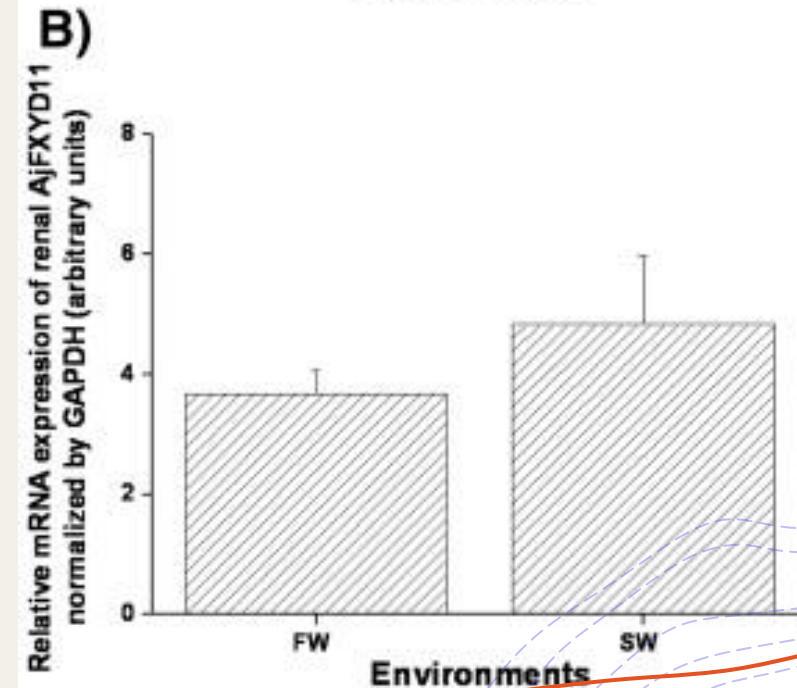 B)
Relative mRNA expression of renal AjFXYD11
normalized by GAPDH (arbitrary units)
8
6
4
2
0
FW
SW
Environments